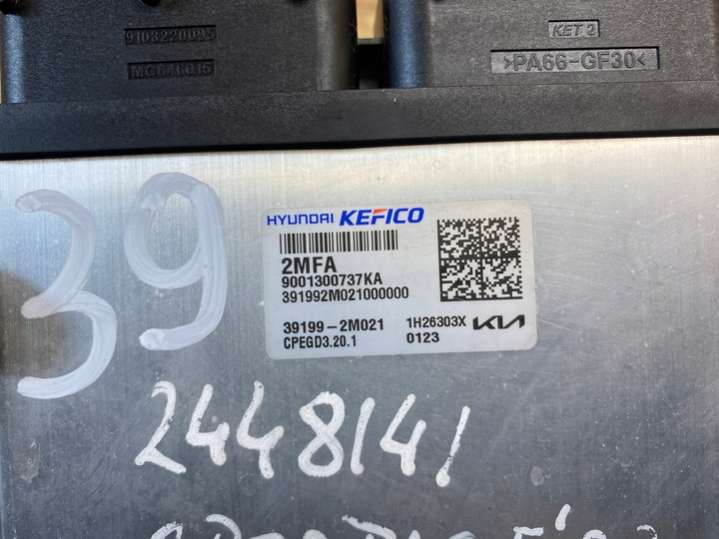 9103220095
KET 2
>PA66-GF30<
39
HYUNDAI KEFICO
2MFA
9001300737KA
391992M021000000
39199-2M021 1H26303X KIA
CPEGD3.20.1 0123
2448141